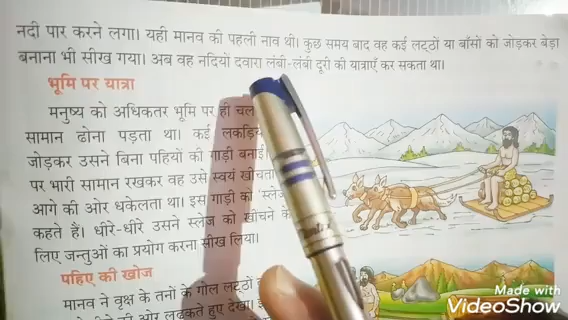 नदी पार करने लगा। यही मानव की पहली नाव थी। कुछ समय बाद वह कई लट्ठों या बाँसों को जोड़कर बेड़ा
बनाना भी सीख गया। अब वह नदियों द्वारा लंबी-लंबी दूरी की यात्राएँ कर सकता था।
भूमि पर यात्रा
मनुष्य को अधिकतर भूमि पर ही
सामान ढोना पड़ता था। कई
जोड़कर उसने बिना पहियों की गाड़ी बनाई
पर भारी सामान रखकर वह उसे स्वयं खींचता
आगे की ओर धकेलता था। इस गाड़ी को
कहते हैं। धीरे-धीरे उसने स्लेज को खींचने के
लिए जन्तुओं का प्रयोग करना सीख लिया।
पहिए की खोज
मानव ने वृक्ष के तनों के गोल लट्ठों
की ओर लुढ़कते हुए देखा।
Made with
VideoShow